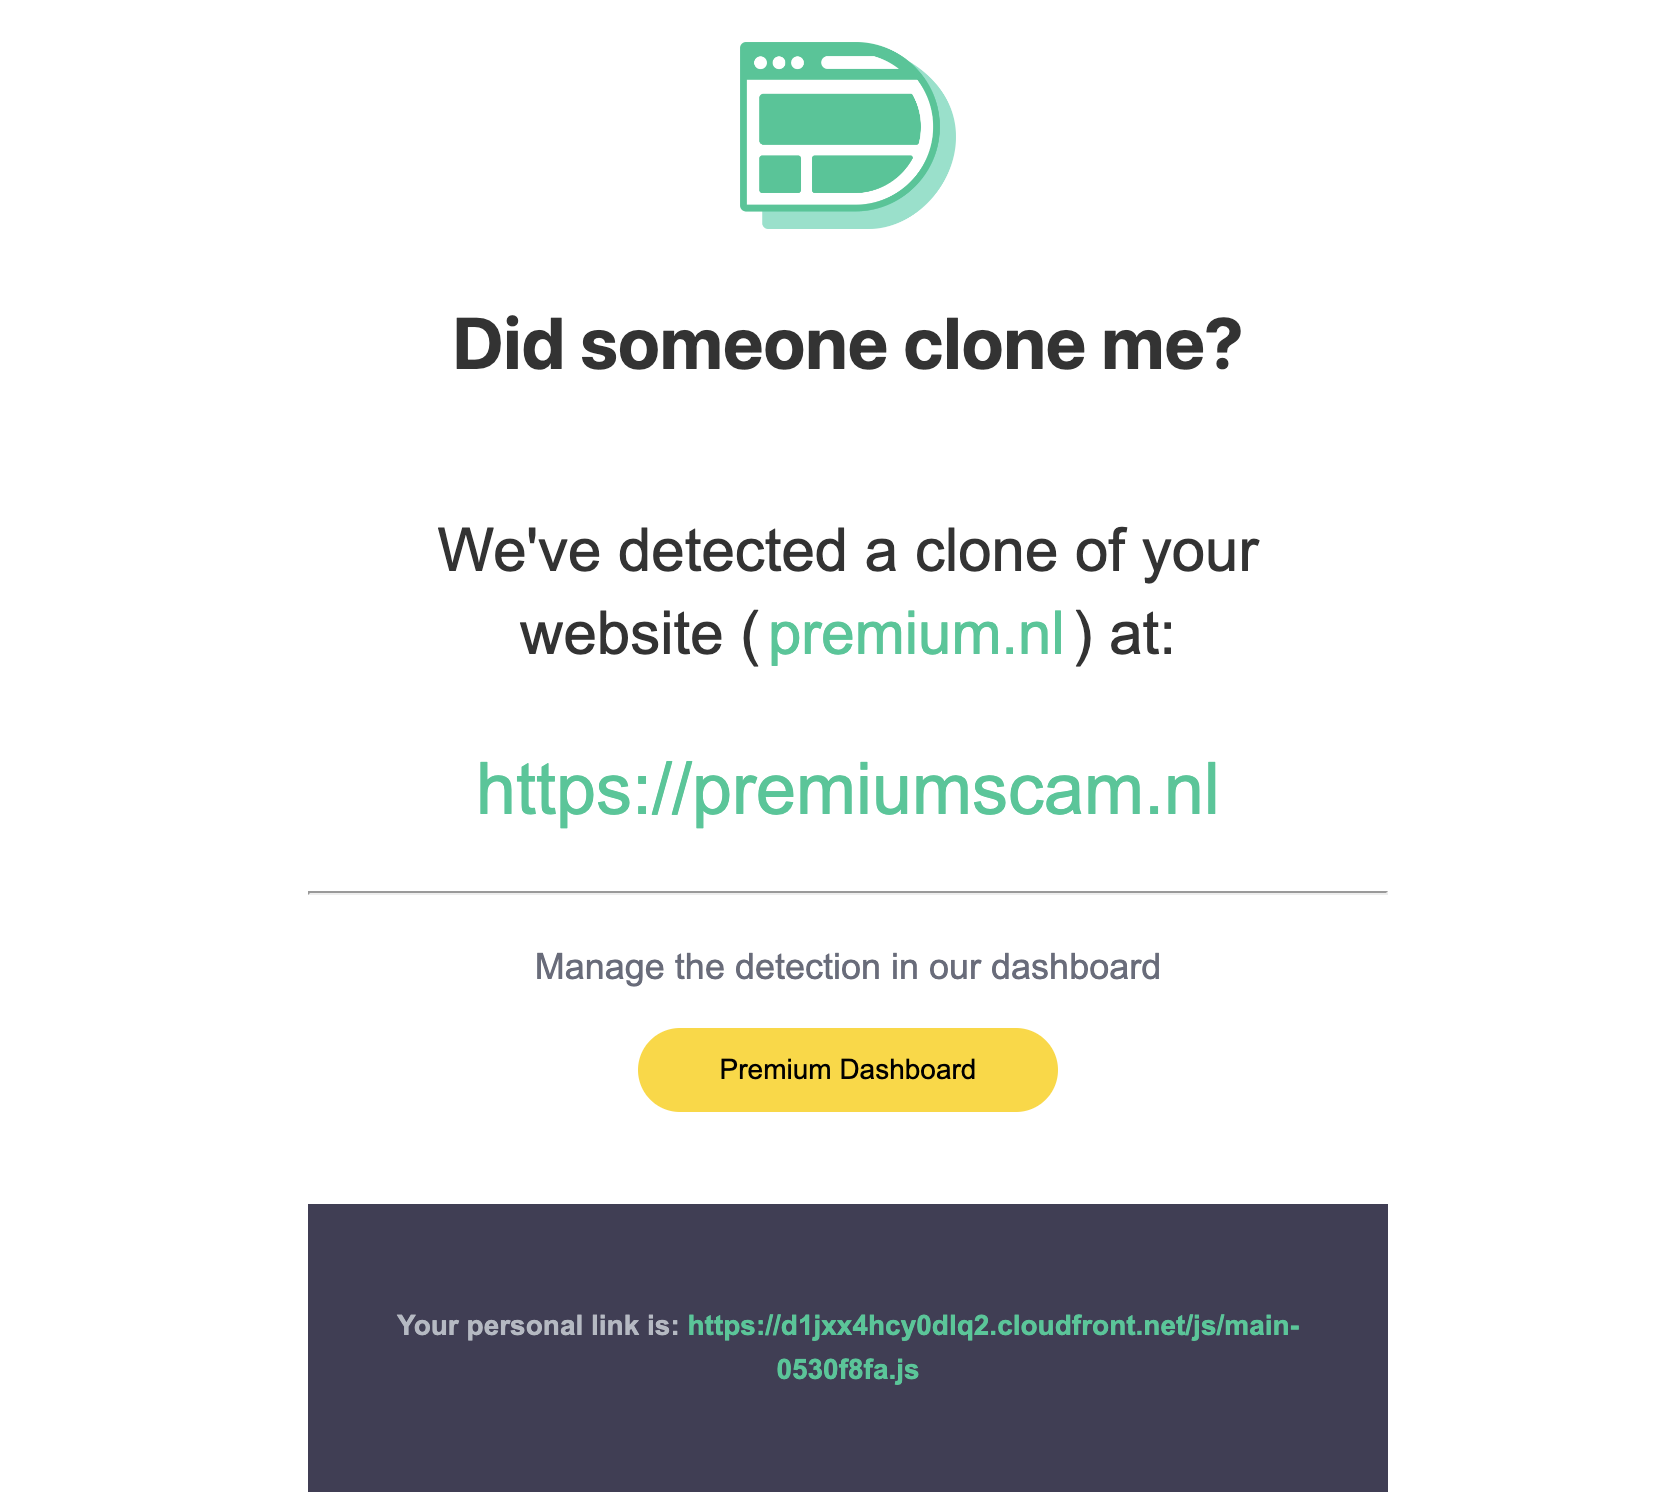 Did someone clone me?
We've detected a clone of your
website (premium.nl) at:
https://premiumscam.nl
Manage the detection in our dashboard
Premium Dashboard
Your personal link is: https://d1jxx4hcy0dlq2.cloudfront.net/js/main-
0530f8fa.js